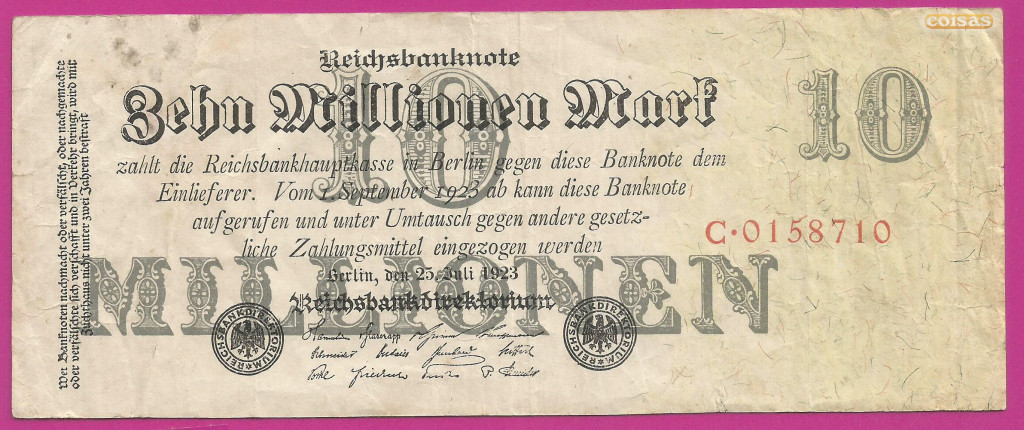 coisas
Reichsbanknote
10
Zehn Millionen Mark
10
zahlt die Reichsbankhauptkasse in Berlin gegen diese Banknote dem
Einlieferer. Vom 1. September 1923 ab kann diese Banknote
aufgerufen und unter Umtausch gegen andere gesetz-
liche Zahlungsmittel eingezogen werden
C·0158710
MILLIONEN
Berlin, den 25. Juli 1923
Reichsbankdirektorium
REICHSBANKDIREKTORIUM
REICHSBANKDIREKTORIUM
Wer Banknoten nachmacht oder verfälscht, oder nachgemachte
oder verfälschte sich verschafft und in Verkehr bringt, wird mit
Zuchthaus nicht unter zwei Jahren bestraft